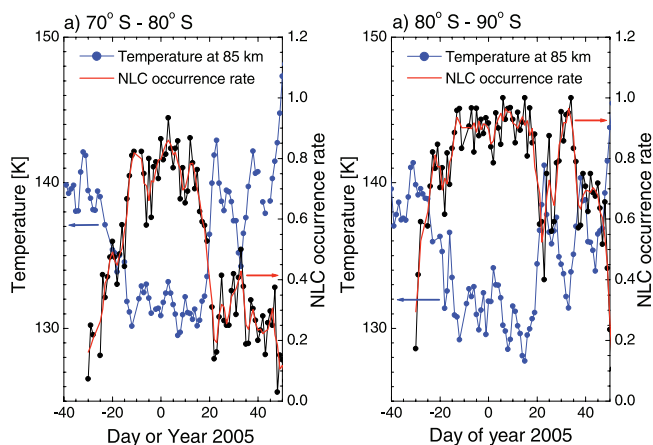 a) 70° S - 80° S
150
140
130
Temperature [K]
Temperature at 85 km
NLC occurrence rate
1.2
1.0
0.8
0.6
0.4
0.2
0.0
NLC occurrence rate
-40 -20 0 20 40
Day or Year 2005
a) 80° S - 90° S
150
140
130
Temperature [K]
Temperature at 85 km
NLC occurrence rate
1.2
1.0
0.8
0.6
0.4
0.2
0.0
NLC occurrence rate
-40 -20 0 20 40
Day of year 2005